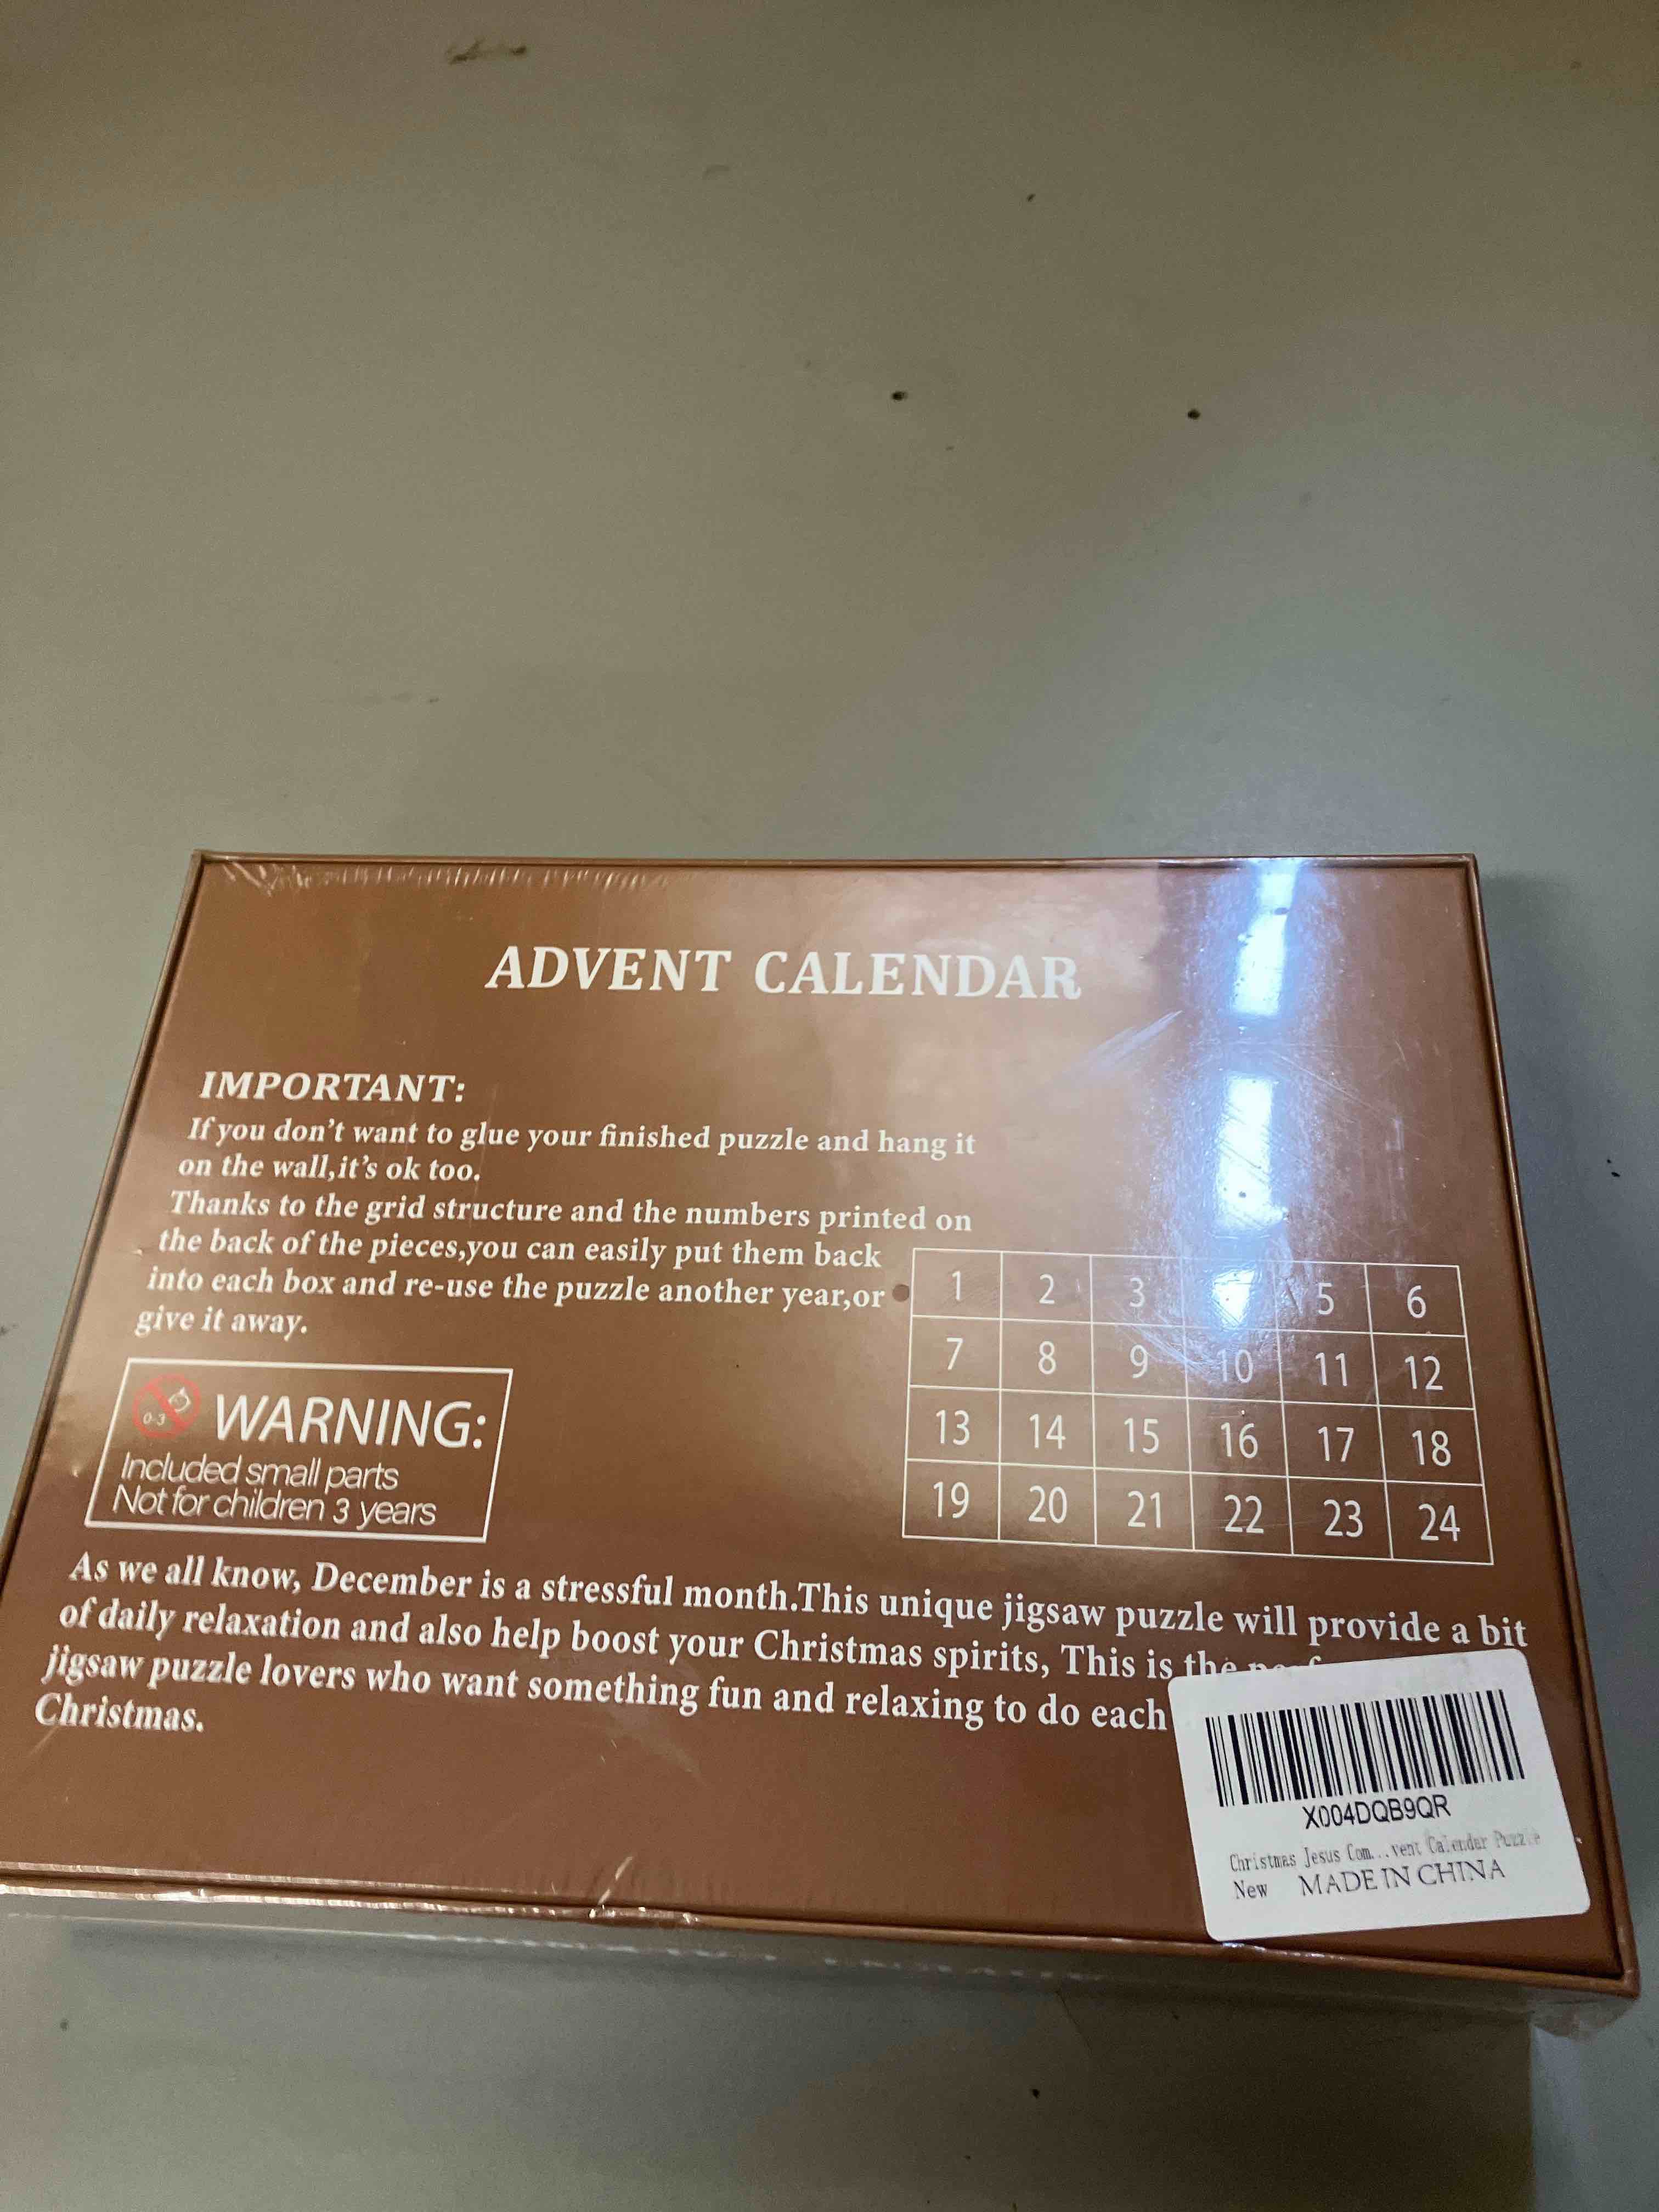 ADVENT CALENDAR
IMPORTANT:
If you don't want to glue your finished puzzle and hang it
on the wall,it's ok too.
Thanks to the grid structure and the numbers printed on
the back of the pieces,you can easily put them back
into each box and re-use the puzzle another year,or
give it away.
1 2 3 5 6
7 8 9 10 11 12
13 14 15 16 17 18
19 20 21 22 23 24
0-3 WARNING:
Included small parts
Not for children 3 years
As we all know, December is a stressful month.This unique jigsaw puzzle will provide a bit
of daily relaxation and also help boost your Christmas spirits, This is the
jigsaw puzzle lovers who want something fun and relaxing to do each
Christmas.
X004DQB9QR
Christmas Jesus Com...vent Calendar Puzzle
New MADE IN CHINA